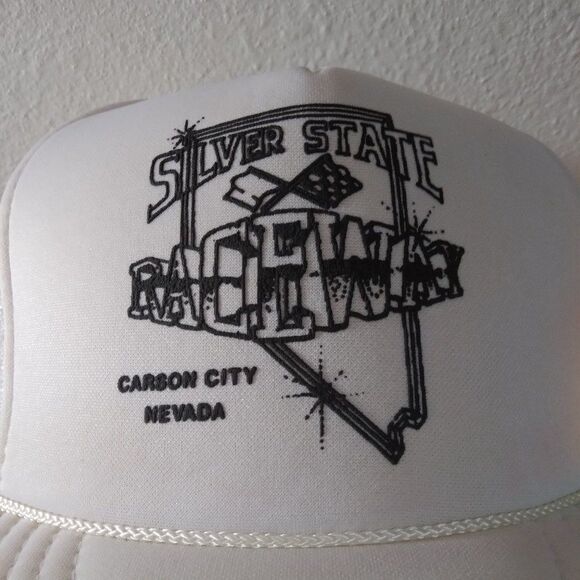 SILVER STATE
RACEWAY
CARSON CITY
NEVADA